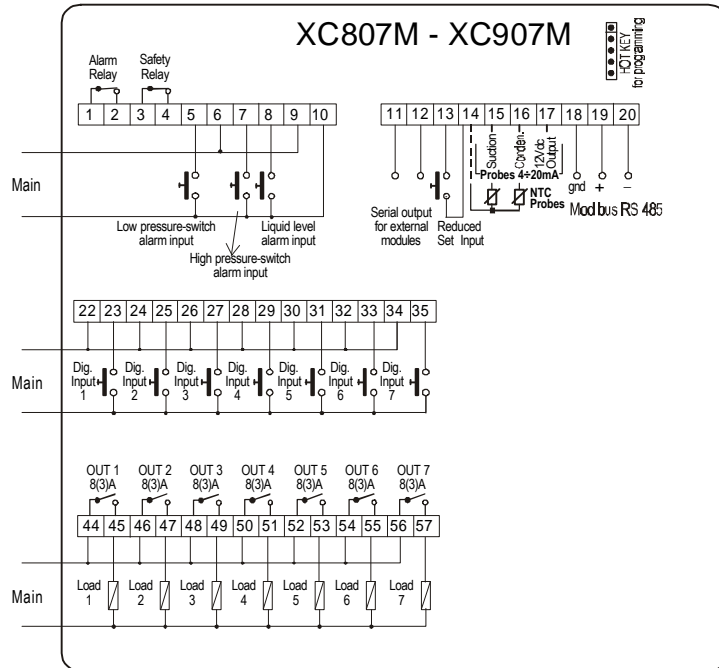 XC807M - XC907M
HOT KEY
for programming
Alarm
Relay
Safety
Relay
1 2 3 4 5 6 7 8 9 10
11 12 13 14 15 16 17 18 19 20
Suction
Conden.
12Vdc
Output
Probes 4÷20mA
NTC
Probes
gnd + −
Modbus RS 485
Main
Low pressure-switch
alarm input
High pressure-switch
alarm input
Liquid level
alarm input
Serial output
for external
modules
Reduced
Set Input
22 23 24 25 26 27 28 29 30 31 32 33 34 35
Main
Dig.
Input
1
Dig.
Input
2
Dig.
Input
3
Dig.
Input
4
Dig.
Input
5
Dig.
Input
6
Dig.
Input
7
OUT 1
8(3)A
OUT 2
8(3)A
OUT 3
8(3)A
OUT 4
8(3)A
OUT 5
8(3)A
OUT 6
8(3)A
OUT 7
8(3)A
44 45 46 47 48 49 50 51 52 53 54 55 56 57
Main
Load
1
Load
2
Load
3
Load
4
Load
5
Load
6
Load
7